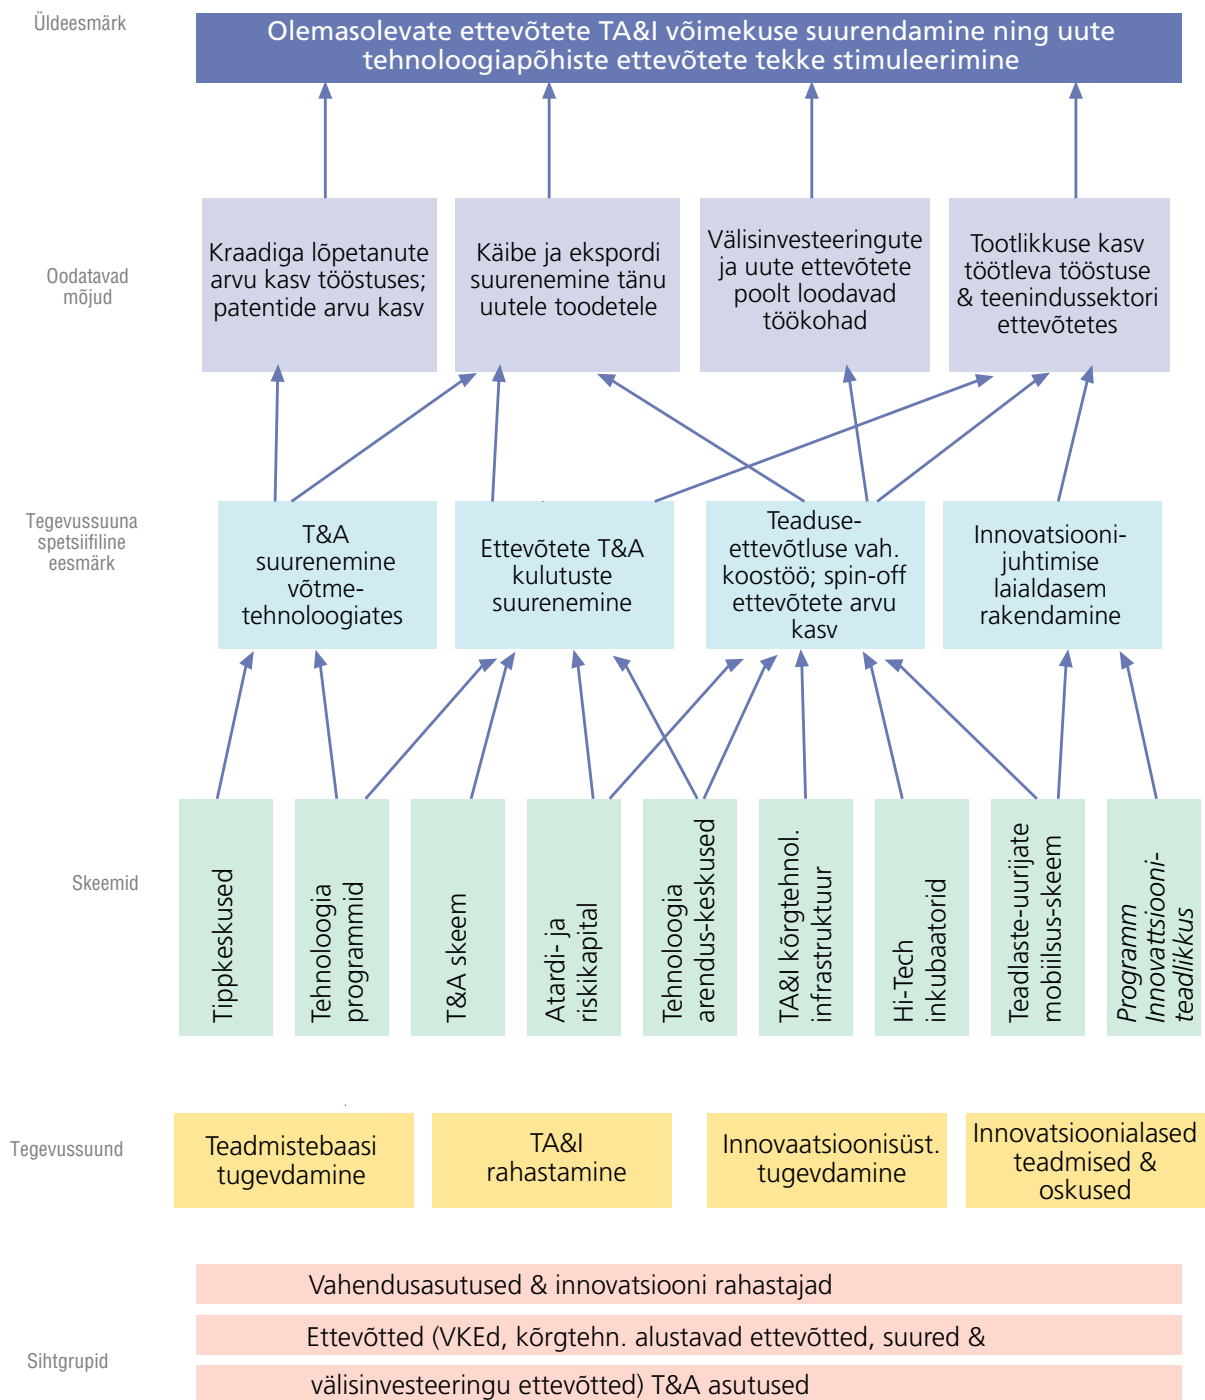 Üldeesmärk
Olemasolevate ettevõtete TA&I võimekuse suurendamine ning uute
tehnoloogiapõhiste ettevõtete tekke stimuleerimine
Oodatavad
mõjud
Kraadiga lõpetanute
arvu kasv tööstuses;
patentide arvu kasv
Käibe ja ekspordi
suurenemine tänu
uutele toodetele
Välisinvesteeringute
ja uute ettevõtete
poolt loodavad
töökohad
Tootlikkuse kasv
töötleva tööstuse
& teenindussektori
ettevõtetes
Tegevussuuna
spetsiifiline
eesmärk
T&A
suurenemine
võtme-
tehnoloogiates
Ettevõtete T&A
kulutuste
suurenemine
Teaduse-
ettevõtluse vah.
koostöö; spin-off
ettevõtete arvu
kasv
Innovatsiooni-
juhtimise
laialdasem
rakendamine
Skeemid
Tippkeskused
Tehnoloogia
programmid
T&A skeem
Atardi- ja
riskikapital
Tehnoloogia
arendus-keskused
TA&I kõrgtehnol.
infrastruktuur
Hi-Tech
inkubaatorid
Teadlaste-uurijate
mobiilsus-skeem
Programm
Innovattsiooni-
teadlikkus
Tegevussuund
Teadmistebaasi
tugevdamine
TA&I
rahastamine
Innovaatsioonisüst.
tugevdamine
Innovatsioonialased
teadmised &
oskused
Sihtgrupid
Vahendusasutused & innovatsiooni rahastajad
Ettevõtted (VKEd, kõrgtehn. alustavad ettevõtted, suured &
välisinvesteeringu ettevõtted) T&A asutused